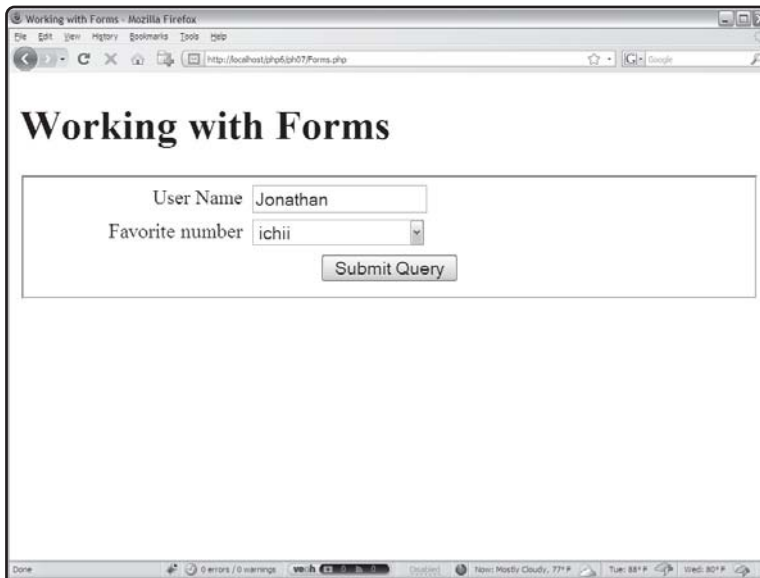 Working with Forms - Mozilla Firefox
File Edit View History Bookmarks Tools Help
http://localhost/php6/ph07/Forms.php
Google
Working with Forms
User Name Jonathan
Favorite number ichii
Submit Query
Done 0 errors / 0 warnings Disabled Now: Mostly Cloudy, 77° F Tue: 88° F Wed: 80° F